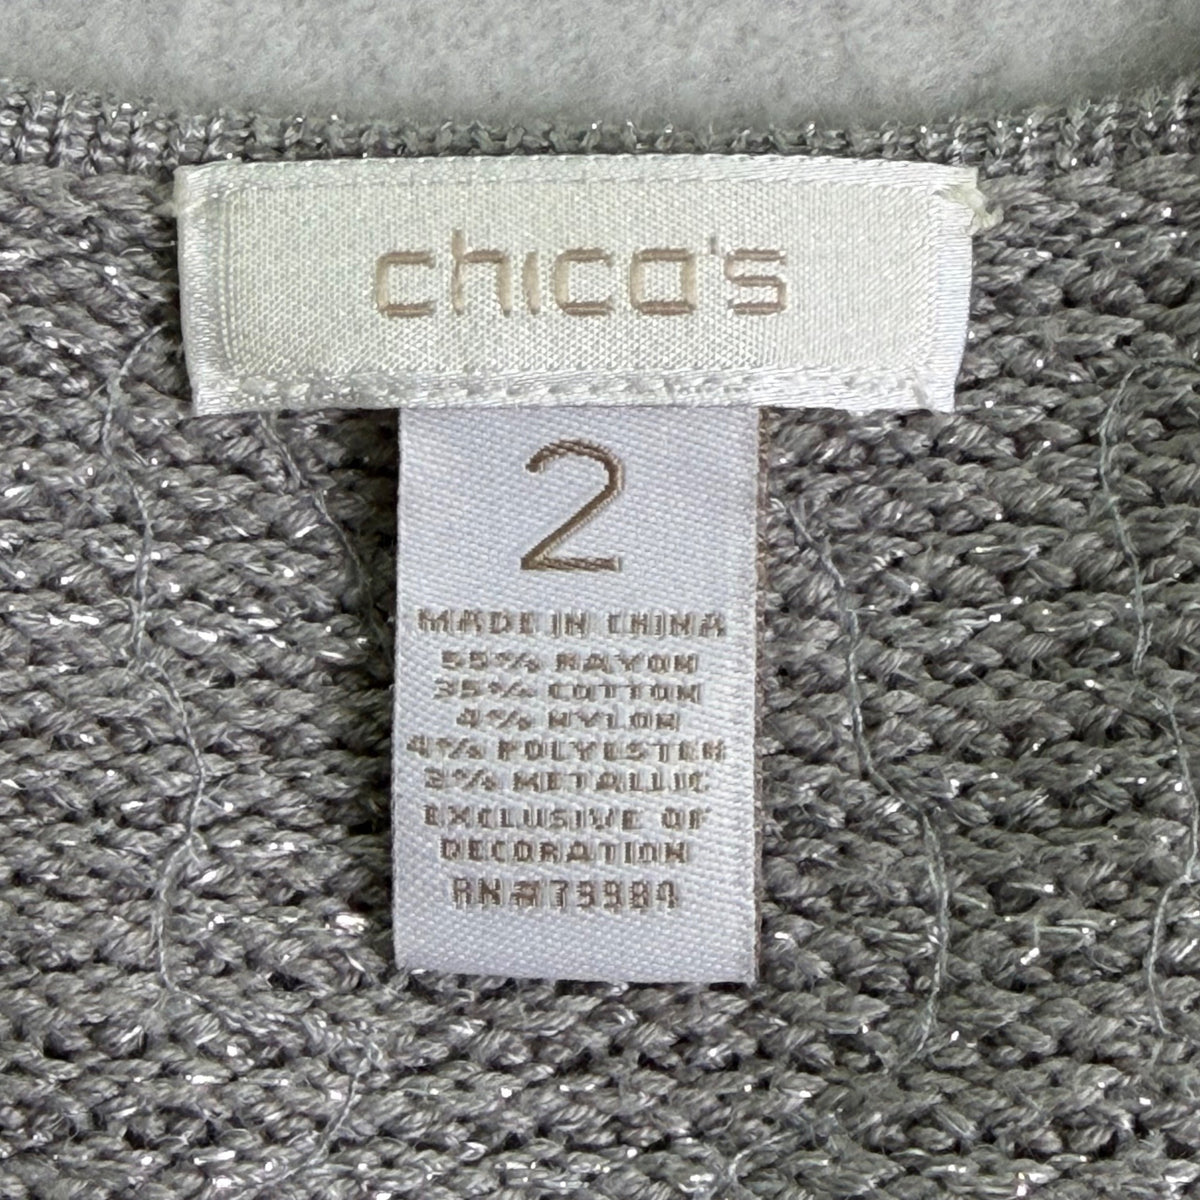 chico's
2
MADE IN CHINA
55% RAYON
35% COTTON
4% NYLON
4% POLYESTER
2% METALLIC
EXCLUSIVE OF
DECORATION
RN#79984